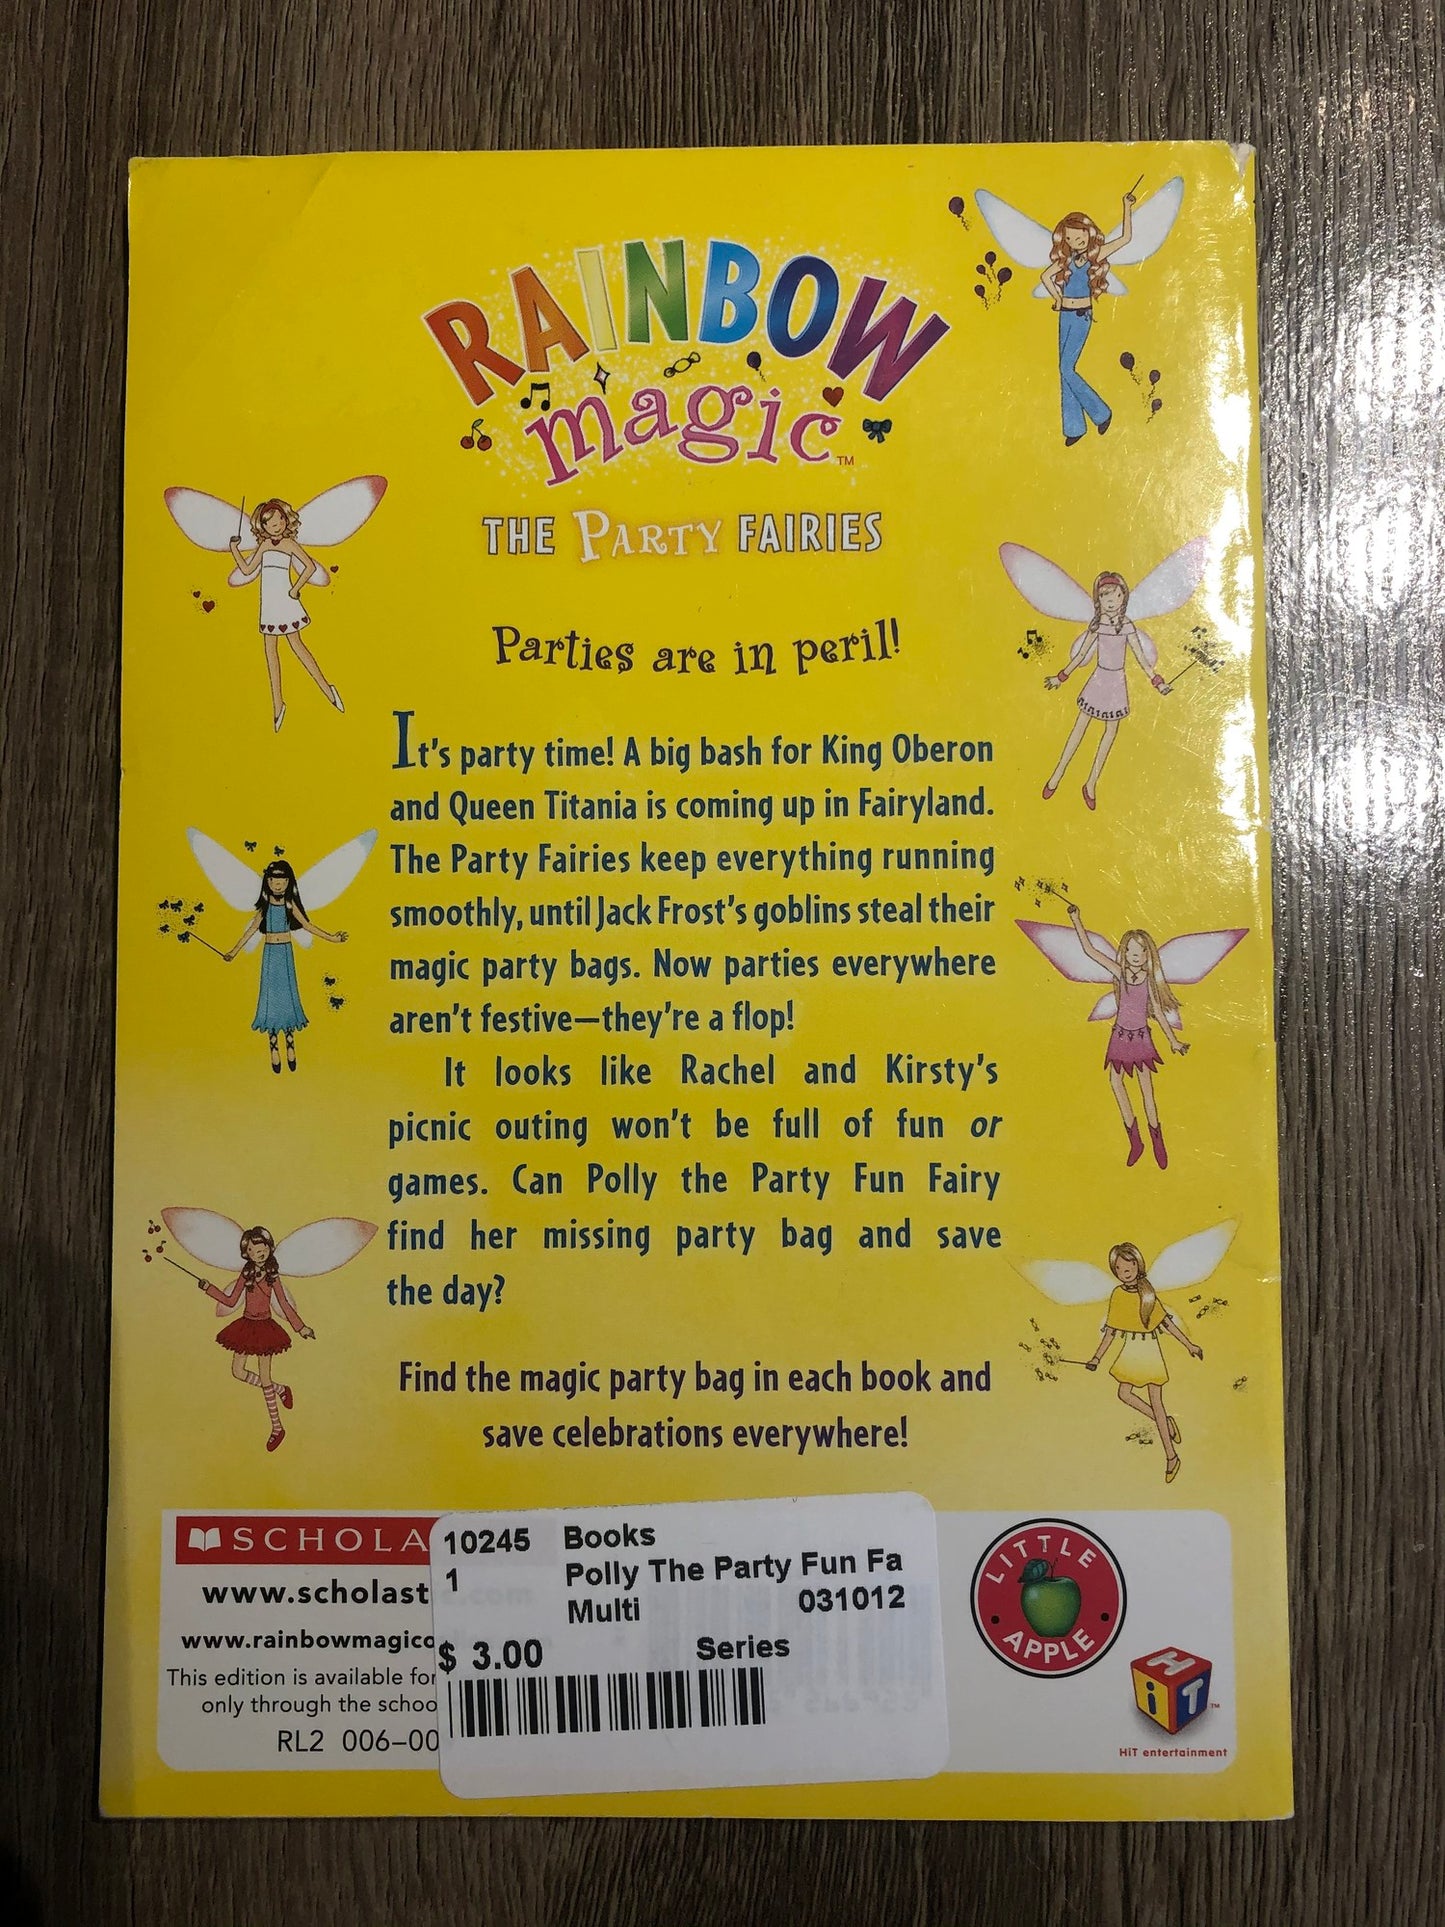 RAINBOW
magic™
THE PARTY FAIRIES
Parties are in peril!
It's party time! A big bash for King Oberon
and Queen Titania is coming up in Fairyland.
The Party Fairies keep everything running
smoothly, until Jack Frost's goblins steal their
magic party bags. Now parties everywhere
aren't festive—they're a flop!
It looks like Rachel and Kirsty's
picnic outing won't be full of fun or
games. Can Polly the Party Fun Fairy
find her missing party bag and save
the day?
Find the magic party bag in each book and
save celebrations everywhere!
SCHOLA
www.scholastic.com
www.rainbowmagico
This edition is available for
only through the schoo
RL2 006-00
10245 Books
1 Polly The Party Fun Fa
Multi 031012
$ 3.00 Series
LITTLE
APPLE
HiT™
HiT entertainment